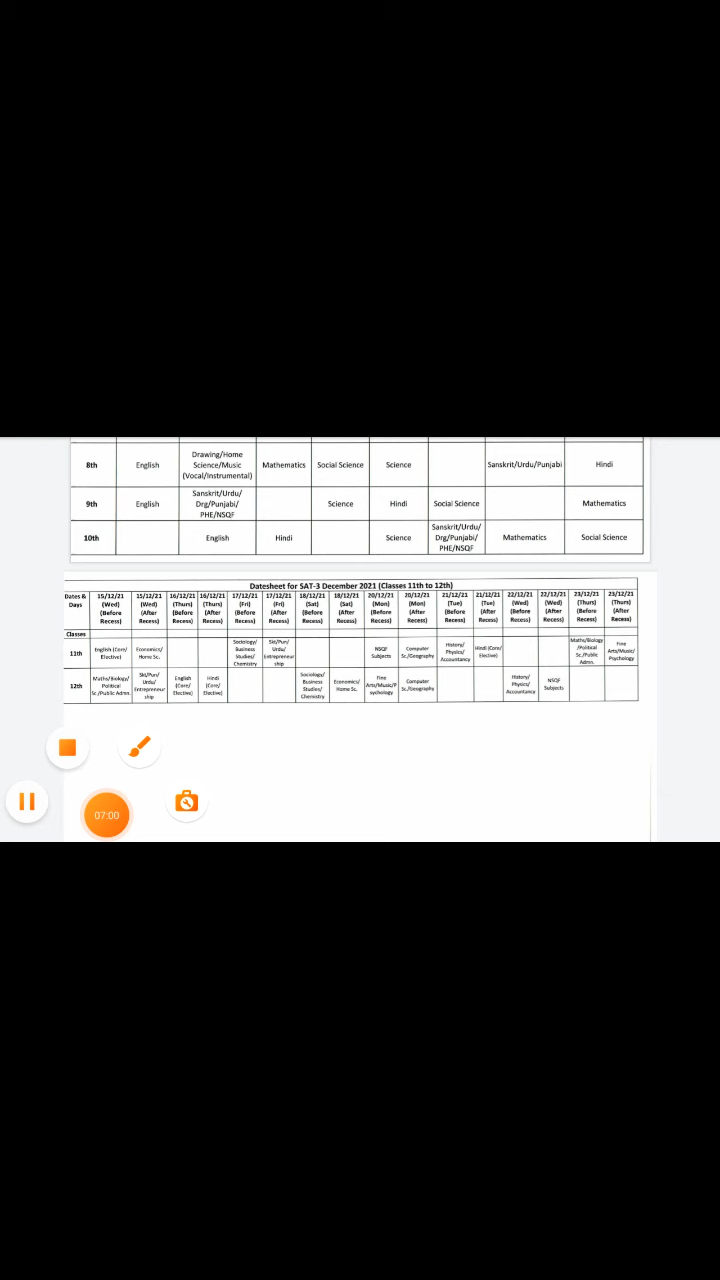 8th English Drawing/Home Science/Music (Vocal/Instrumental) Mathematics Social Science Science Sanskrit/Urdu/Punjabi Hindi
9th English Sanskrit/Urdu/ Drg/Punjabi/ PHE/NSQF Science Hindi Social Science Mathematics
10th English Hindi Science Sanskrit/Urdu/ Drg/Punjabi/ PHE/NSQF Mathematics Social Science
Datesheet for SAT-3 December 2021 (Classes 11th to 12th)
Dates & Days 15/12/21 (Wed) (Before Recess) 15/12/21 (Wed) (After Recess) 16/12/21 (Thurs) (Before Recess) 16/12/21 (Thurs) (After Recess) 17/12/21 (Fri) (Before Recess) 17/12/21 (Fri) (After Recess) 18/12/21 (Sat) (Before Recess) 18/12/21 (Sat) (After Recess) 20/12/21 (Mon) (Before Recess) 20/12/21 (Mon) (After Recess) 21/12/21 (Tue) (Before Recess) 21/12/21 (Tue) (After Recess) 22/12/21 (Wed) (Before Recess) 22/12/21 (Wed) (After Recess) 23/12/21 (Thurs) (Before Recess) 23/12/21 (Thurs) (After Recess)
Classes
11th English (Core/ Elective) Economics/ Home Sc. Sociology/ Business Studies/ Chemistry Skt/Pun/ Urdu/ Entrepreneur ship NSQF Subjects Computer Sc./Geography History/ Physics/ Accountancy Hindi (Core/ Elective) Maths/Biology /Political Sc./Public Admn. Fine Arts/Music/ Psychology
12th Maths/Biology/ Political Sc./Public Admn. Skt/Pun/ Urdu/ Entrepreneur ship English (Core/ Elective) Hindi (Core/ Elective) Sociology/ Business Studies/ Chemistry Economics/ Home Sc. Fine Arts/Music/P sychology Computer Sc./Geography History/ Physics/ Accountancy NSQF Subjects
07:00